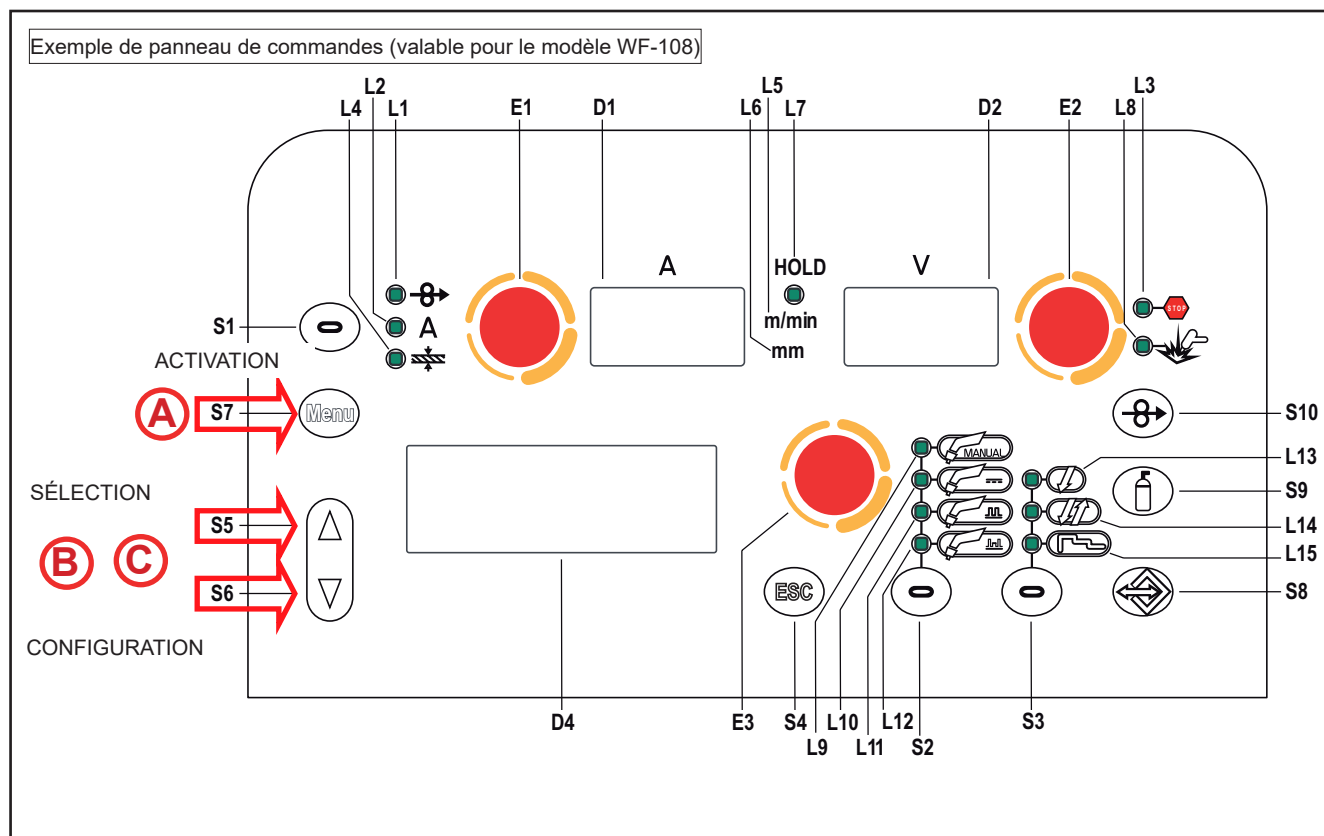 Exemple de panneau de commandes (valable pour le modèle WF-108)
L2 L5 L3
L4 L1 E1 D1 L6 L7 D2 E2 L8
A HOLD V
m/min
S1 A mm STOP
ACTIVATION
A S7 Menu S10
MANUAL L13
SÉLECTION S9
S5 L14
B C L15
S6 ESC S8
CONFIGURATION
D4 E3 S4 L10 L12 S3
L9 L11 S2